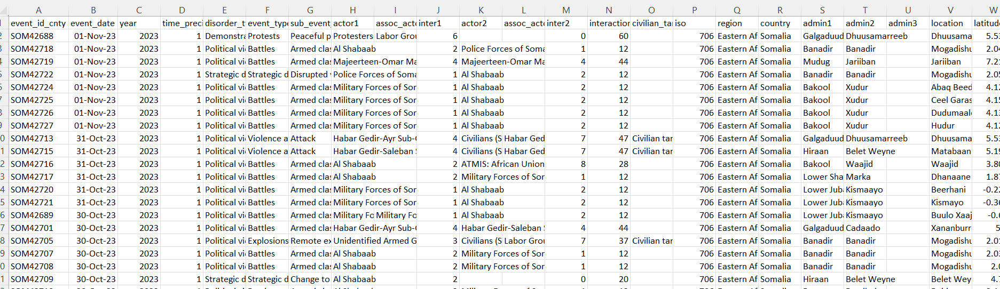 A B C D E F G H I J K L M N O P Q R S T U V W
event_id_cnty event_date year time_preci disorder_t event_type sub_event_ actor1 assoc_acto inter1 actor2 assoc_acto inter2 interaction civilian_ta iso region country admin1 admin2 admin3 location latitude
2 SOM42688 01-Nov-23 2023 1 Demonstra Protests Peaceful p Protesters Labor Grou 6 0 60 706 Eastern Af Somalia Galgaduud Dhuusamarreeb Dhuusama 5.53
3 SOM42718 01-Nov-23 2023 1 Political vi Battles Armed clas Al Shabaab 2 Police Forces of Soma 1 12 706 Eastern Af Somalia Banadir Banadir Mogadishu 2.04
4 SOM42719 01-Nov-23 2023 1 Political vi Battles Armed clas Majeerteen-Omar Ma 4 Majeerteen-Omar Ma 4 44 706 Eastern Af Somalia Mudug Jariiban Jariiban 7.21
5 SOM42722 01-Nov-23 2023 1 Strategic d Strategic d Disrupted Police Forces of Soma 1 Al Shabaab 2 12 706 Eastern Af Somalia Banadir Banadir Mogadishu 2.05
6 SOM42724 01-Nov-23 2023 1 Political vi Battles Armed clas Military Forces of Sor 1 Al Shabaab 2 12 706 Eastern Af Somalia Bakool Xudur Abaq Beed 4.12
7 SOM42725 01-Nov-23 2023 1 Political vi Battles Armed clas Military Forces of Sor 1 Al Shabaab 2 12 706 Eastern Af Somalia Bakool Xudur Ceel Garas 4.15
8 SOM42726 01-Nov-23 2023 1 Political vi Battles Armed clas Military Forces of Sor 1 Al Shabaab 2 12 706 Eastern Af Somalia Bakool Xudur Dudumaal 4.13
9 SOM42727 01-Nov-23 2023 1 Political vi Battles Armed clas Military Forces of Sor 1 Al Shabaab 2 12 706 Eastern Af Somalia Bakool Xudur Hudur 4.12
0 SOM42713 31-Oct-23 2023 1 Political vi Violence a Attack Habar Gedir-Ayr Sub- 4 Civilians (S Habar Ged 7 47 Civilian tar 706 Eastern Af Somalia Galgaduud Dhuusamarreeb Dhuusama 5.53
1 SOM42715 31-Oct-23 2023 1 Political vi Violence a Attack Habar Gedir-Saleban 4 Civilians (S Habar Ged 7 47 Civilian tar 706 Eastern Af Somalia Hiraan Belet Weyne Matabaan 5.19
2 SOM42716 31-Oct-23 2023 1 Political vi Battles Armed clas Al Shabaab 2 ATMIS: African Union 8 28 706 Eastern Af Somalia Bakool Waajid Waajid 3.80
3 SOM42717 31-Oct-23 2023 1 Political vi Battles Armed clas Al Shabaab 2 Military Forces of Sor 1 12 706 Eastern Af Somalia Lower Sha Marka Dhanaane 1.87
4 SOM42720 31-Oct-23 2023 1 Political vi Battles Armed clas Military Forces of Sor 1 Al Shabaab 2 12 706 Eastern Af Somalia Lower Jub Kismaayo Beerhani -0.22
5 SOM42721 31-Oct-23 2023 1 Political vi Battles Armed clas Military Forces of Sor 1 Al Shabaab 2 12 706 Eastern Af Somalia Lower Jub Kismaayo Kismayo -0.36
6 SOM42689 30-Oct-23 2023 1 Political vi Battles Armed clas Military Fo Military Fo 1 Al Shabaab 2 12 706 Eastern Af Somalia Lower Jub Kismaayo Buulo Xaaj -0.6
7 SOM42701 30-Oct-23 2023 1 Political vi Battles Armed clas Habar Gedir-Ayr Sub- 4 Habar Gedir-Saleban 4 44 706 Eastern Af Somalia Galgaduud Cadaado Xananburr 5
8 SOM42705 30-Oct-23 2023 1 Political vi Explosions Remote ex Unidentified Armed G 3 Civilians (S Labor Grou 7 37 Civilian tar 706 Eastern Af Somalia Banadir Banadir Mogadishu 2.01
9 SOM42707 30-Oct-23 2023 1 Political vi Battles Armed clas Al Shabaab 2 Military Forces of Sor 1 12 706 Eastern Af Somalia Banadir Banadir Mogadishu 2.03
0 SOM42708 30-Oct-23 2023 1 Political vi Battles Armed clas Al Shabaab 2 Military Forces of Sor 1 12 706 Eastern Af Somalia Banadir Banadir Mogadishu 2.0
1 SOM42709 30-Oct-23 2023 1 Strategic d Strategic d Change to Al Shabaab 2 0 20 706 Eastern Af Somalia Hiraan Belet Weyne Belet Wey 4.7